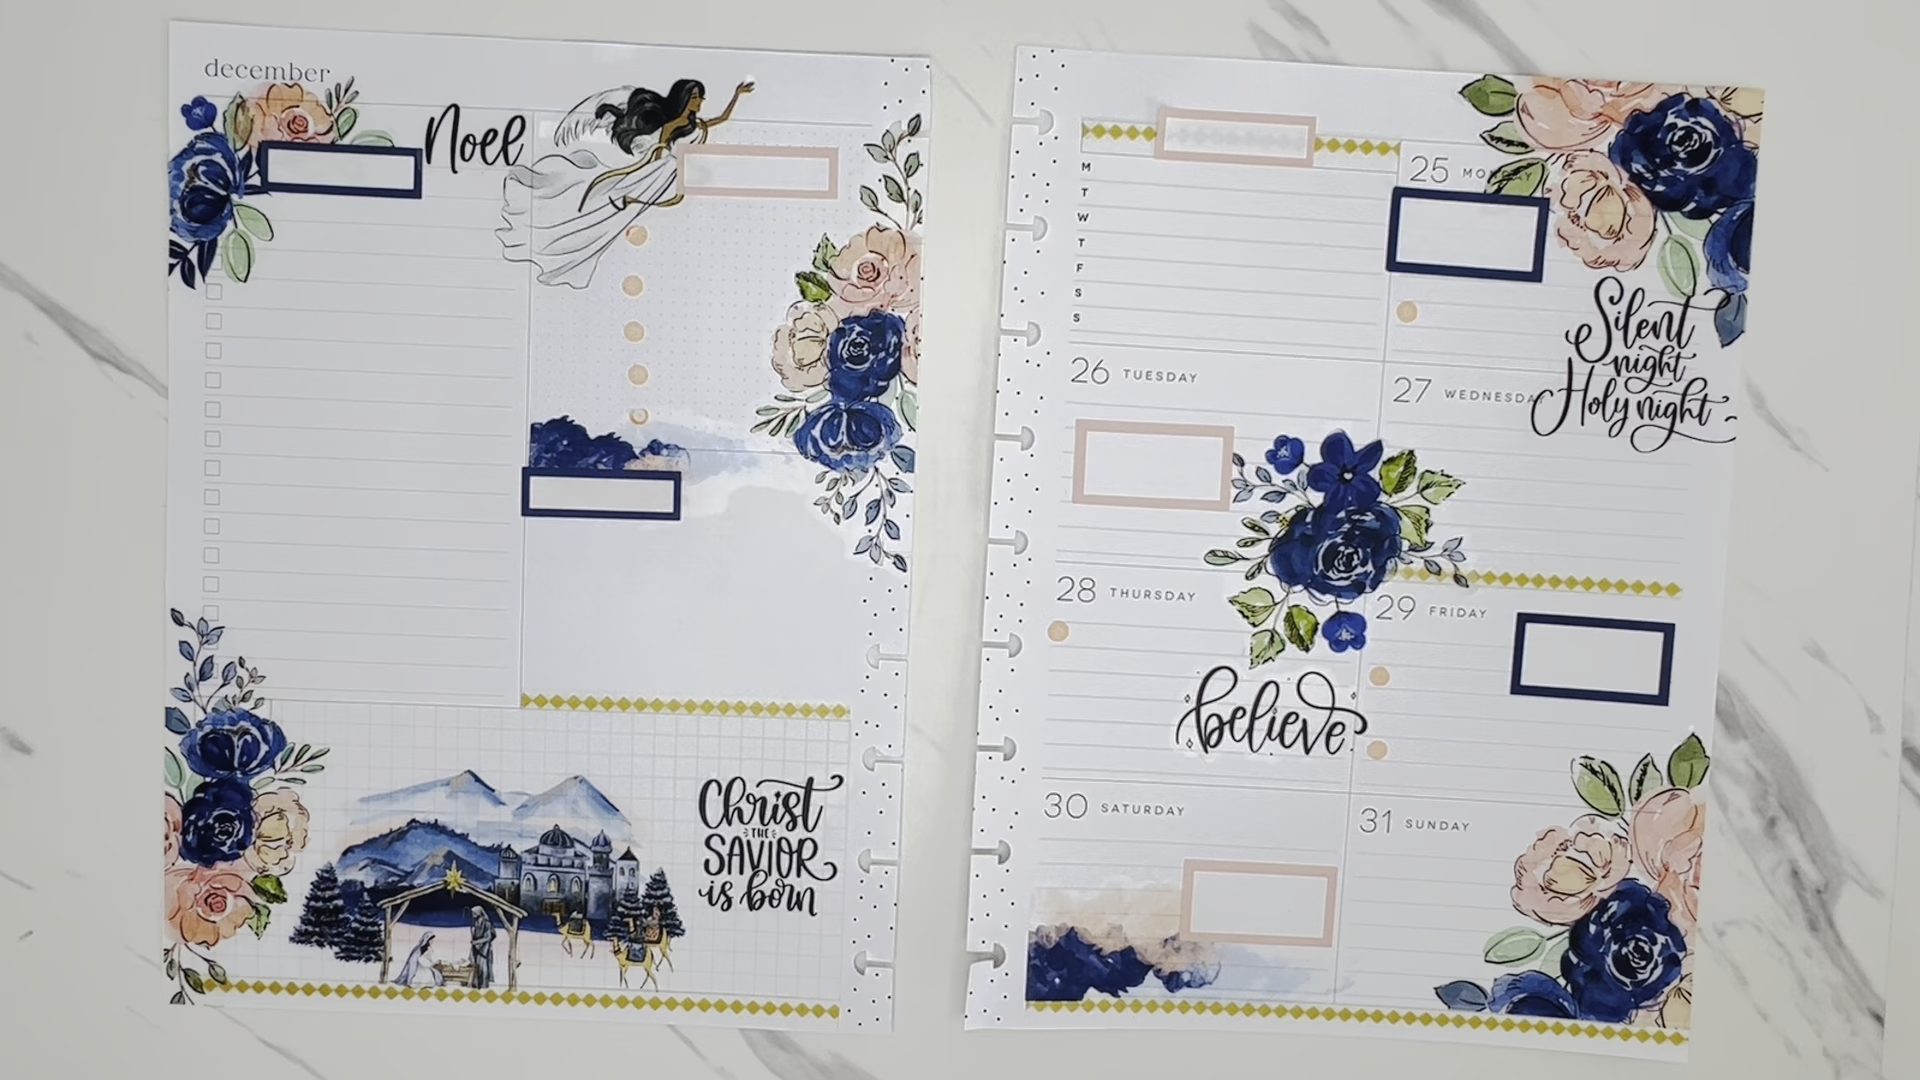 december
Noel
Christ
THE
SAVIOR
is born
M
T
W
T
F
S
S
25 MONDAY
Silent
night
Holy night
26 TUESDAY
27 WEDNESDAY
28 THURSDAY
29 FRIDAY
believe
30 SATURDAY
31 SUNDAY